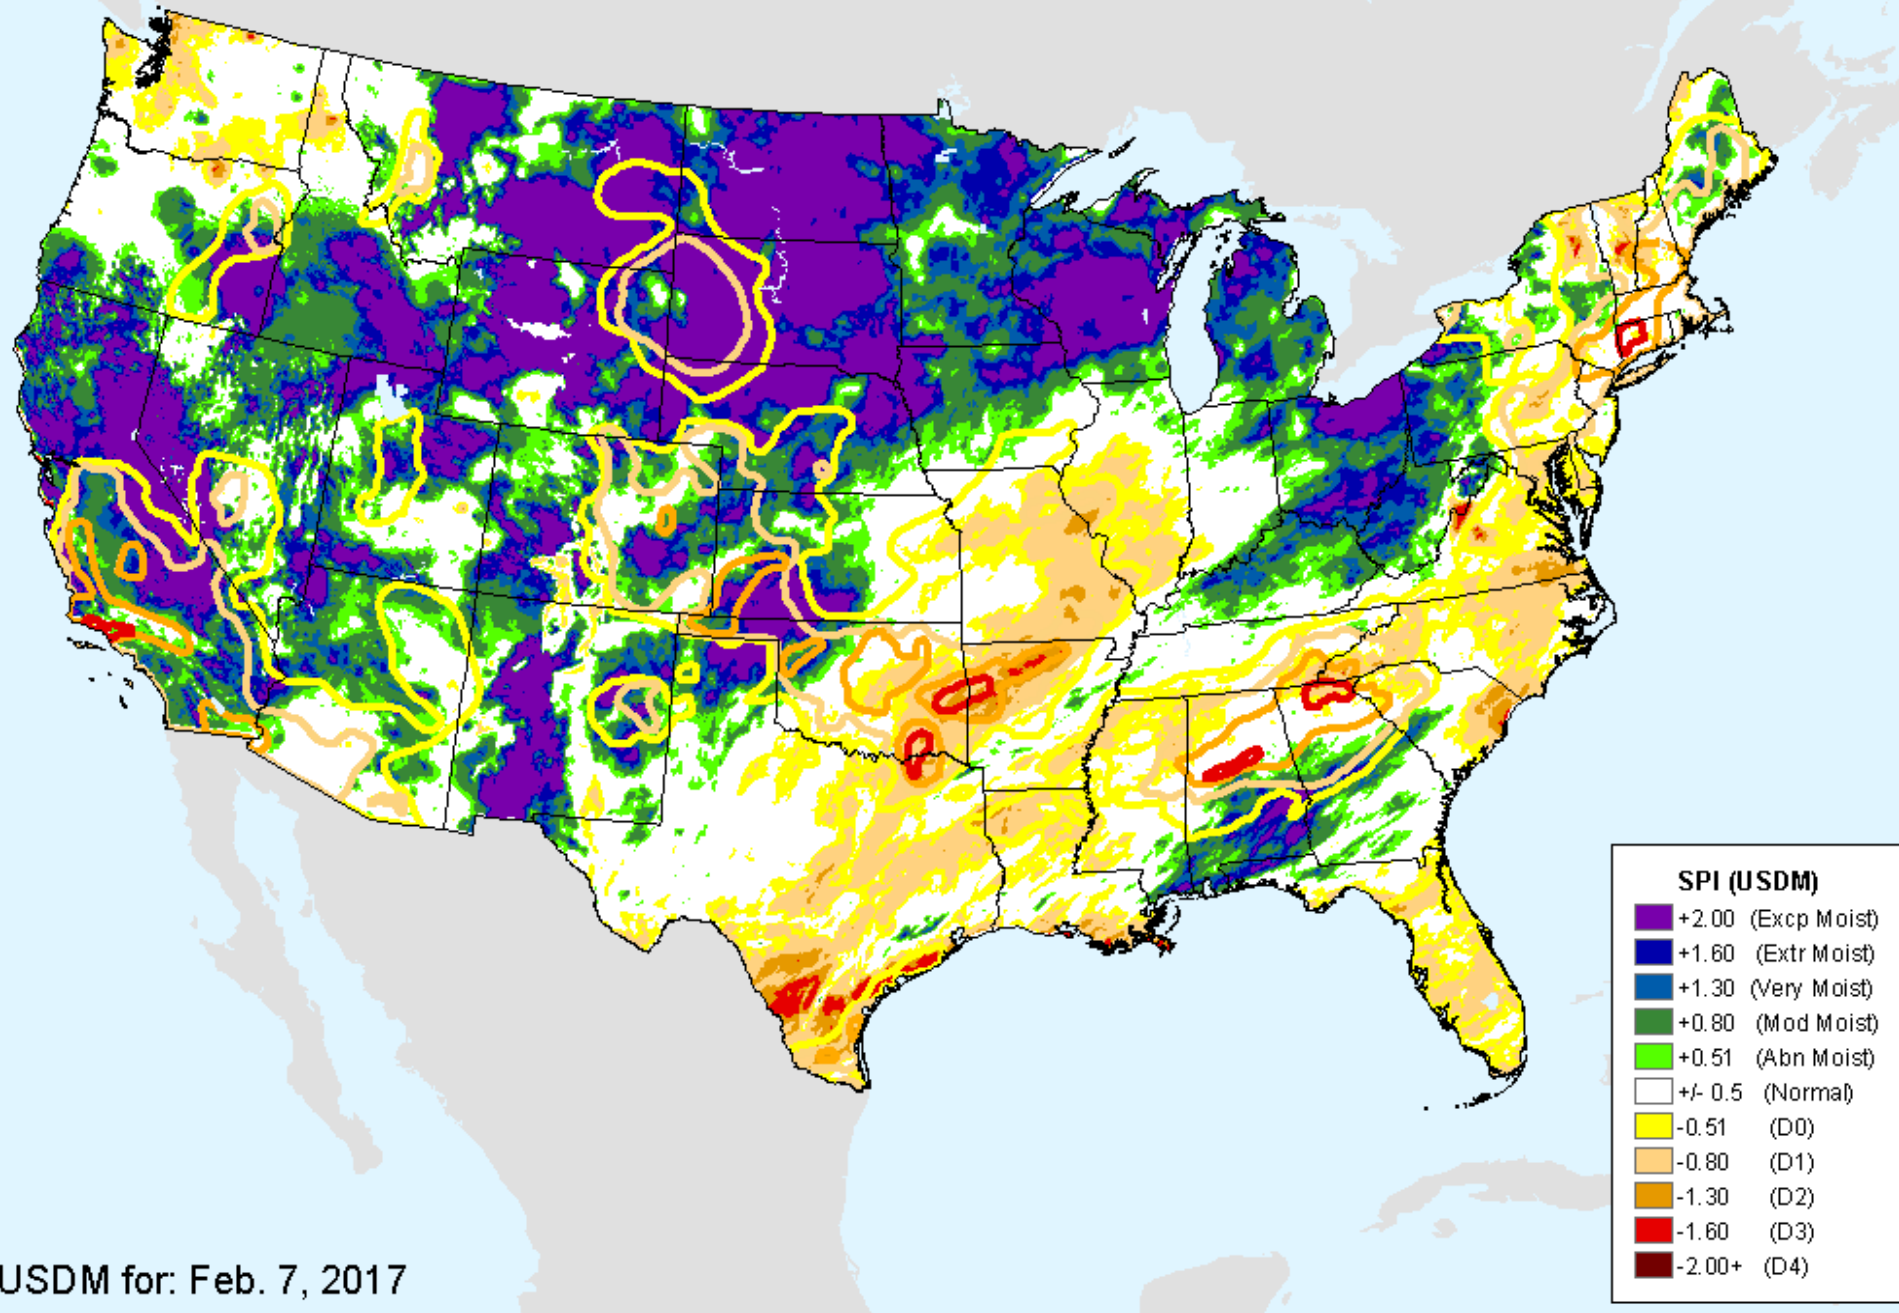 SPI (USDM)
+2.00 (Excp Moist)
+1.60 (Extr Moist)
+1.30 (Very Moist)
+0.80 (Mod Moist)
+0.51 (Abn Moist)
+/- 0.5 (Normal)
-0.51 (D0)
-0.80 (D1)
-1.30 (D2)
-1.60 (D3)
-2.00+ (D4)
USDM for: Feb. 7, 2017